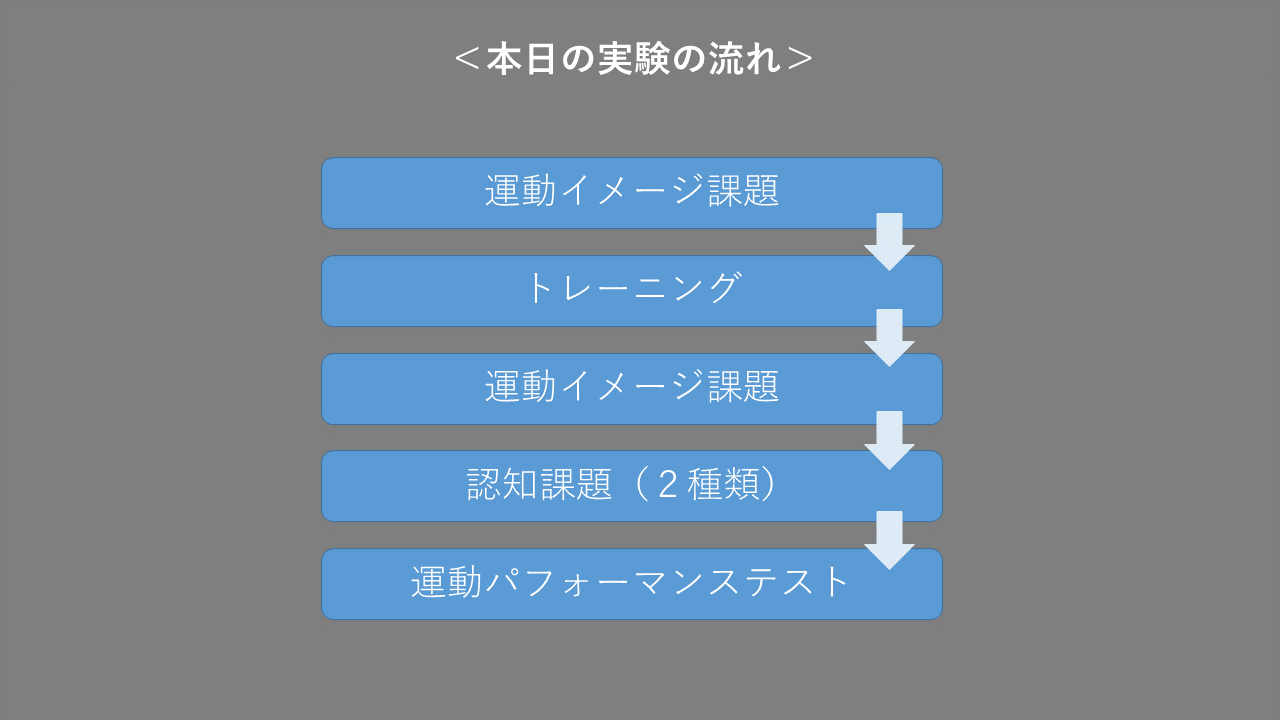 ＜本日の実験の流れ＞
運動イメージ課題
トレーニング
運動イメージ課題
認知課題（２種類）
運動パフォーマンステスト